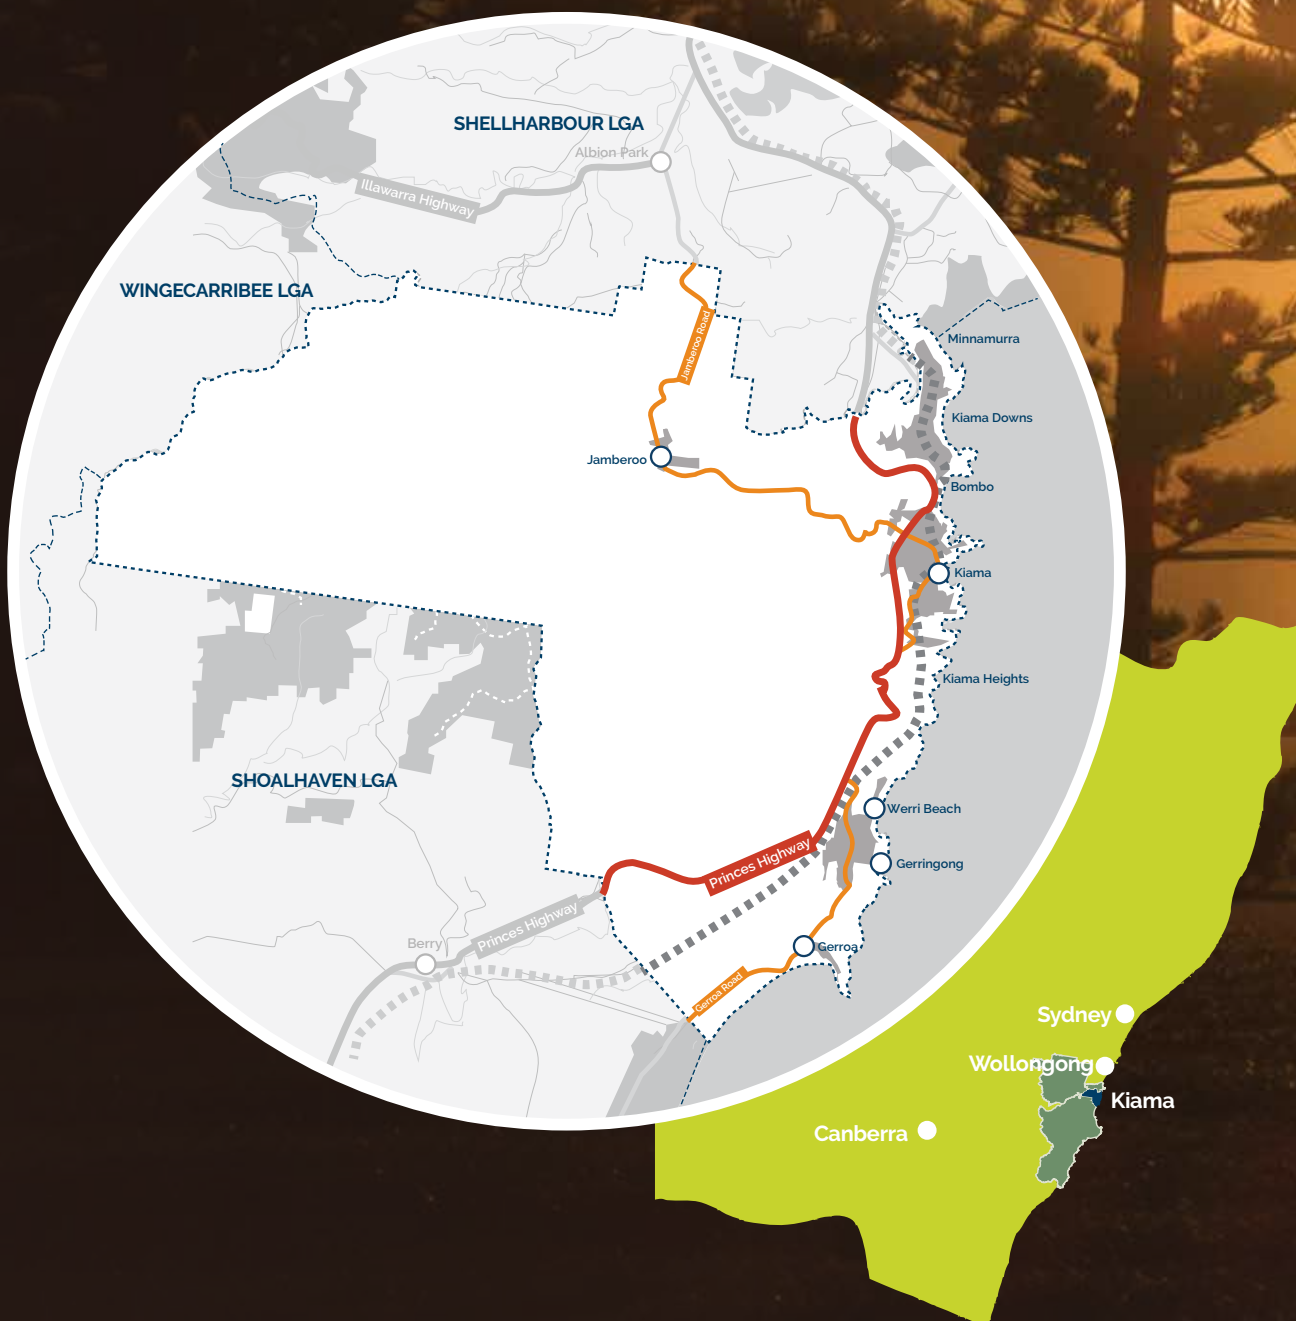 SHELLHARBOUR LGA
Albion Park
Illawarra Highway
WINGECARRIBEE LGA
Jamberoo Road
Minnamurra
Kiama Downs
Jamberoo
Bombo
Kiama
Kiama Heights
SHOALHAVEN LGA
Werri Beach
Princes Highway
Gerringong
Princes Highway
Berry
Gerroa
Gerroa Road
Sydney
Wollongong
Kiama
Canberra